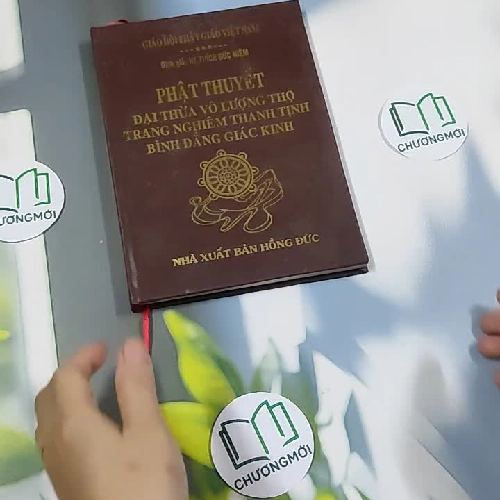 GIÁO HỘI PHẬT GIÁO VIỆT NAM
PHẬT THUYẾT
ĐẠI THỪA VÔ LƯỢNG THỌ
TRANG NGHIÊM THANH TỊNH
BÌNH ĐẲNG GIÁC KINH
NHÀ XUẤT BẢN HỒNG ĐỨC
CHƯƠNGMỚI
ƯƠNGMỚI
CHƯƠNGMỚI